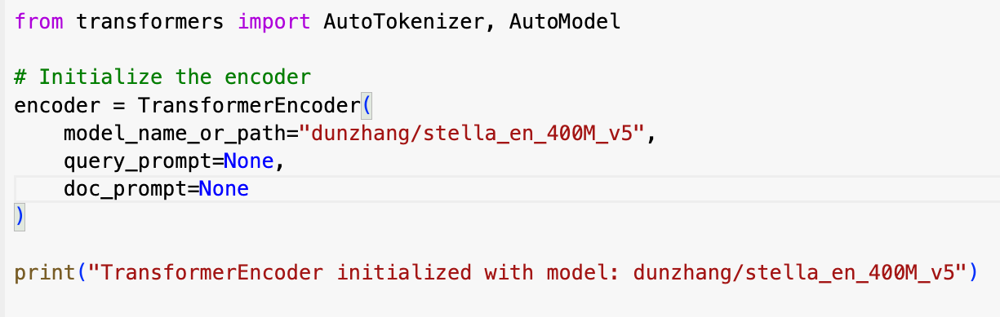 from transformers import AutoTokenizer, AutoModel
# Initialize the encoder
encoder = TransformerEncoder(
    model_name_or_path="dunzhang/stella_en_400M_v5",
    query_prompt=None,
    doc_prompt=None
)
print("TransformerEncoder initialized with model: dunzhang/stella_en_400M_v5")